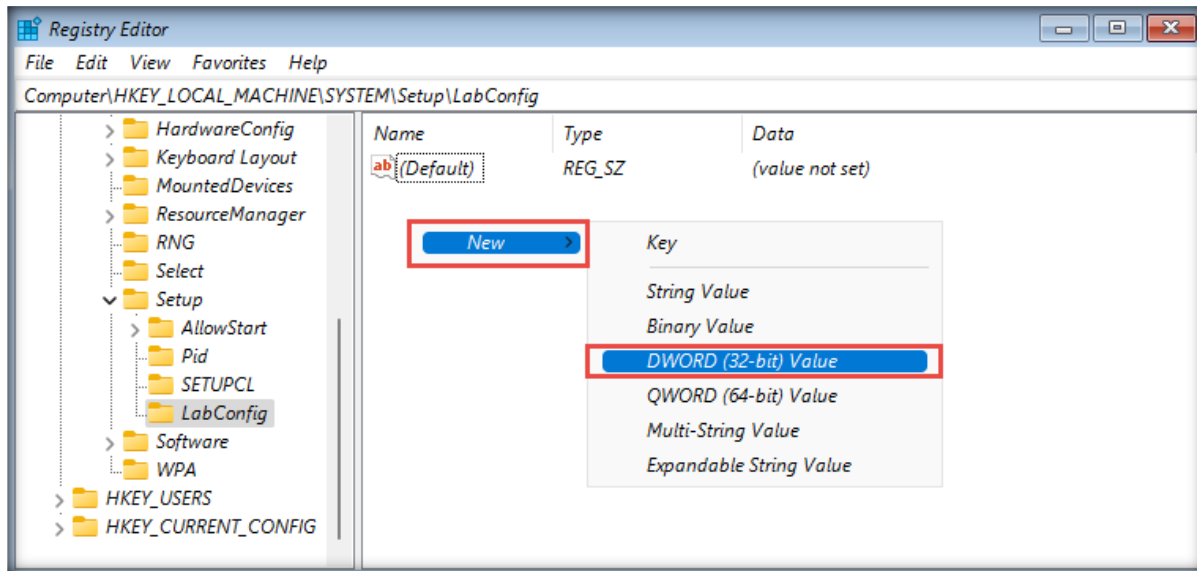 Registry Editor
File Edit View Favorites Help
Computer\HKEY_LOCAL_MACHINE\SYSTEM\Setup\LabConfig
HardwareConfig
Keyboard Layout
MountedDevices
ResourceManager
RNG
Select
Setup
AllowStart
Pid
SETUPCL
LabConfig
Software
WPA
HKEY_USERS
HKEY_CURRENT_CONFIG
Name Type Data
ab (Default) REG_SZ (value not set)
New
Key
String Value
Binary Value
DWORD (32-bit) Value
QWORD (64-bit) Value
Multi-String Value
Expandable String Value